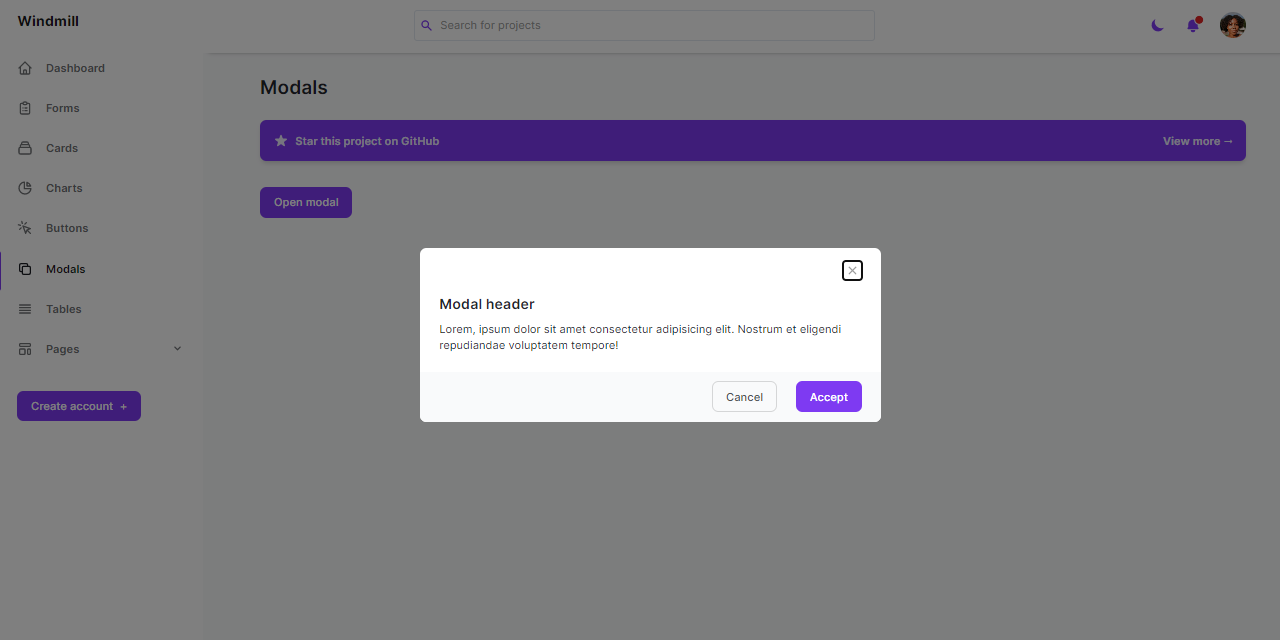 Windmill
Search for projects
Dashboard
Forms
Cards
Charts
Buttons
Modals
Tables
Pages
Create account +
Modals
Star this project on GitHub
View more →
Open modal
Modal header
Lorem, ipsum dolor sit amet consectetur adipisicing elit. Nostrum et eligendi
repudiandae voluptatem tempore!
Cancel
Accept